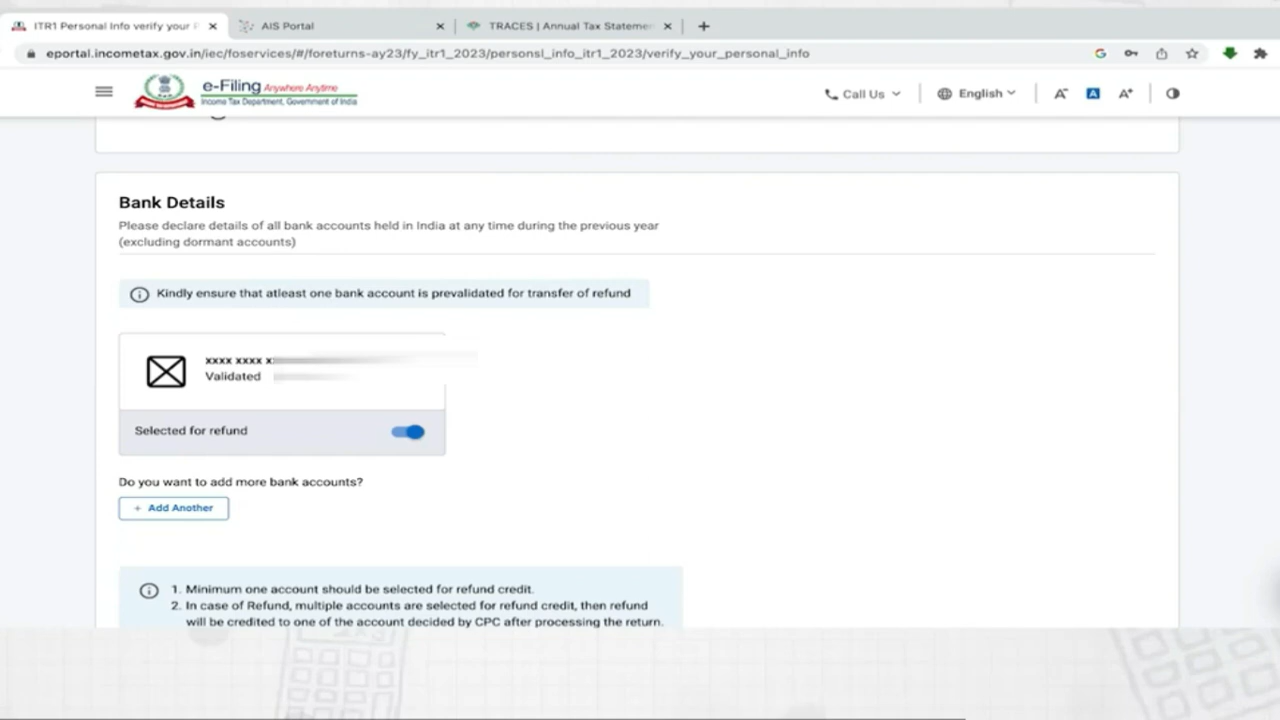 ITR1 Personal Info verify your P
AIS Portal
TRACES | Annual Tax Statemen
eportal.incometax.gov.in/iec/foservices/#/foreturns-ay23/fy_itr1_2023/personsl_info_itr1_2023/verify_your_personal_info
e-Filing Anywhere Anytime
Income Tax Department, Government of India
Call Us
English
A-
A
A+
Bank Details
Please declare details of all bank accounts held in India at any time during the previous year
(excluding dormant accounts)
Kindly ensure that atleast one bank account is prevalidated for transfer of refund
xxxx xxxx x
Validated
Selected for refund
Do you want to add more bank accounts?
+ Add Another
1. Minimum one account should be selected for refund credit.
2. In case of Refund, multiple accounts are selected for refund credit, then refund
will be credited to one of the account decided by CPC after processing the return.